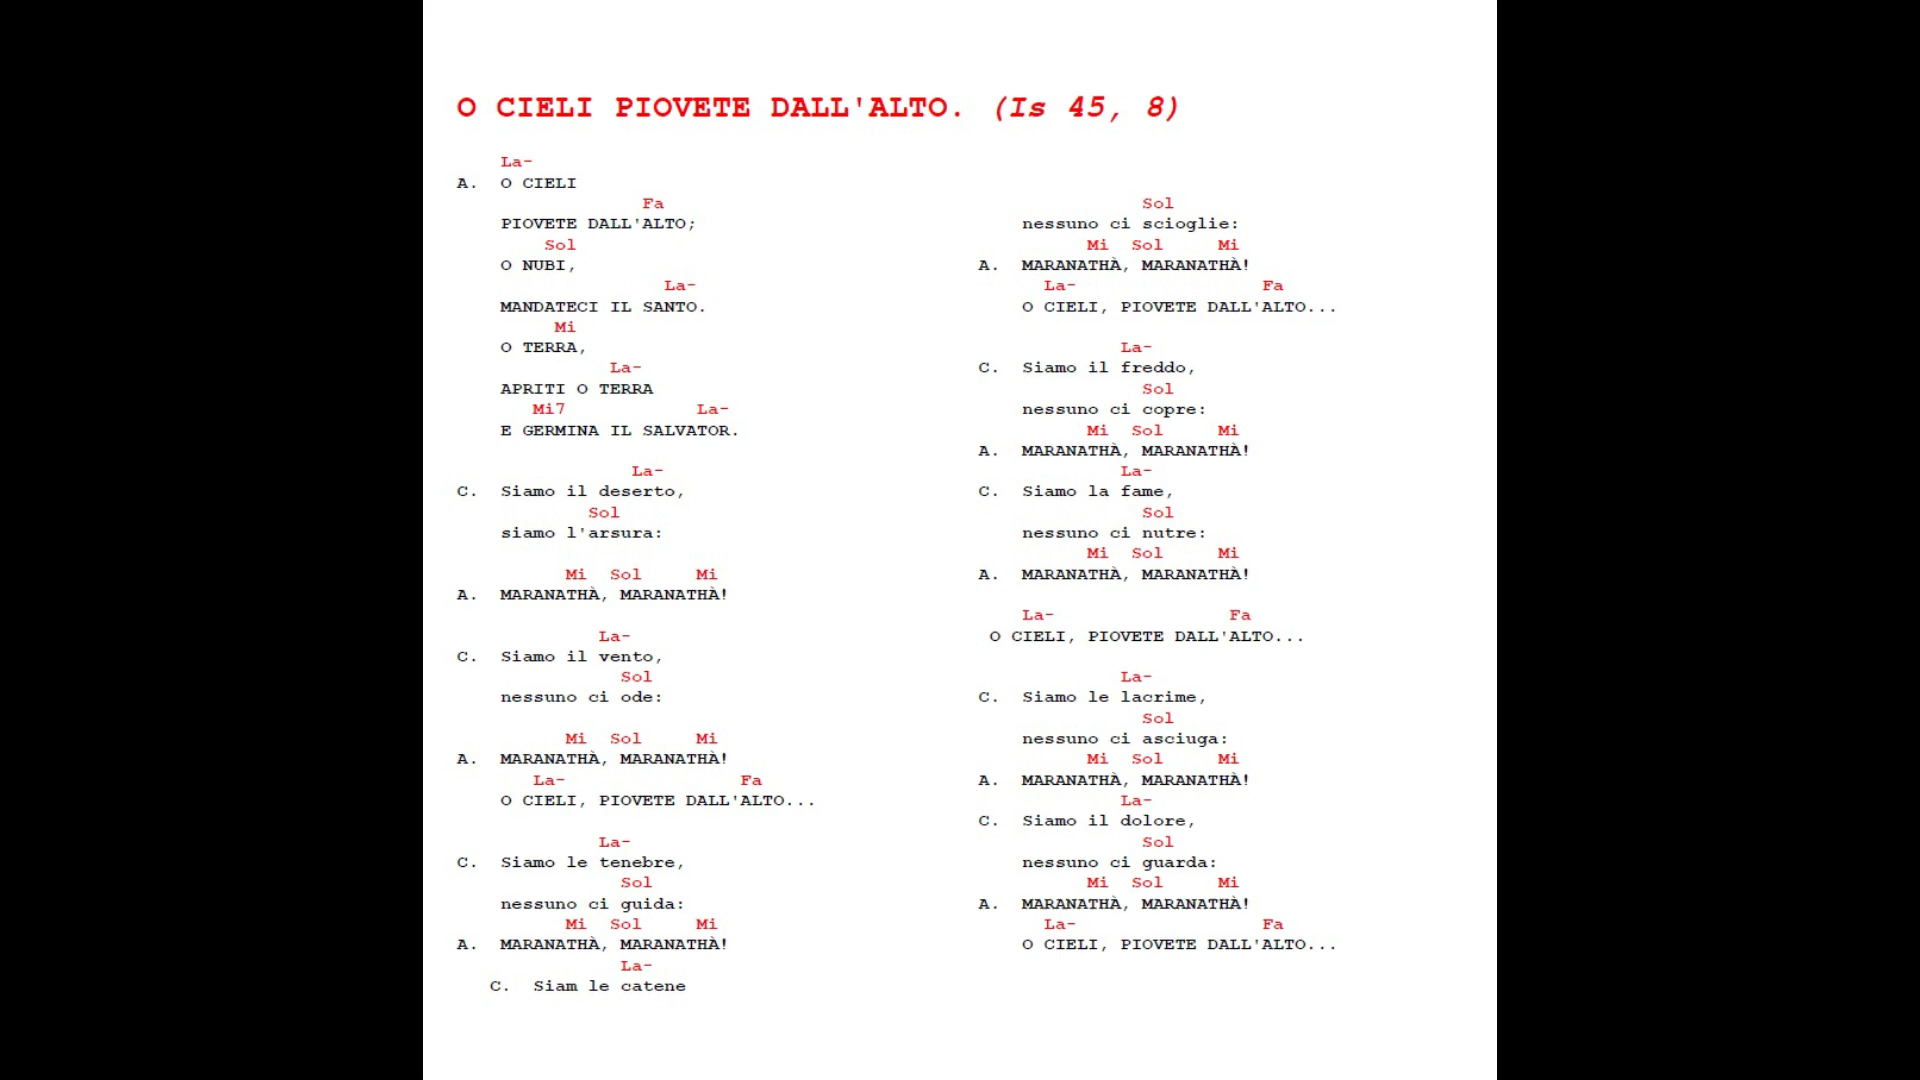 O CIELI PIOVETE DALL'ALTO. (Is 45, 8)
La-
A. O CIELI
Fa
PIOVETE DALL'ALTO;
Sol
O NUBI,
La-
MANDATECI IL SANTO.
Mi
O TERRA,
La-
APRITI O TERRA
Mi7 La-
E GERMINA IL SALVATOR.
La-
C. Siamo il deserto,
Sol
siamo l'arsura:
Mi Sol Mi
A. MARANATHÀ, MARANATHÀ!
La-
C. Siamo il vento,
Sol
nessuno ci ode:
Mi Sol Mi
A. MARANATHÀ, MARANATHÀ!
La- Fa
O CIELI, PIOVETE DALL'ALTO...
La-
C. Siamo le tenebre,
Sol
nessuno ci guida:
Mi Sol Mi
A. MARANATHÀ, MARANATHÀ!
La-
C. Siam le catene
Sol
nessuno ci scioglie:
Mi Sol Mi
A. MARANATHÀ, MARANATHÀ!
La- Fa
O CIELI, PIOVETE DALL'ALTO...
La-
C. Siamo il freddo,
Sol
nessuno ci copre:
Mi Sol Mi
A. MARANATHÀ, MARANATHÀ!
La-
C. Siamo la fame,
Sol
nessuno ci nutre:
Mi Sol Mi
A. MARANATHÀ, MARANATHÀ!
La- Fa
O CIELI, PIOVETE DALL'ALTO...
La-
C. Siamo le lacrime,
Sol
nessuno ci asciuga:
Mi Sol Mi
A. MARANATHÀ, MARANATHÀ!
La-
C. Siamo il dolore,
Sol
nessuno ci guarda:
Mi Sol Mi
A. MARANATHÀ, MARANATHÀ!
La- Fa
O CIELI, PIOVETE DALL'ALTO...